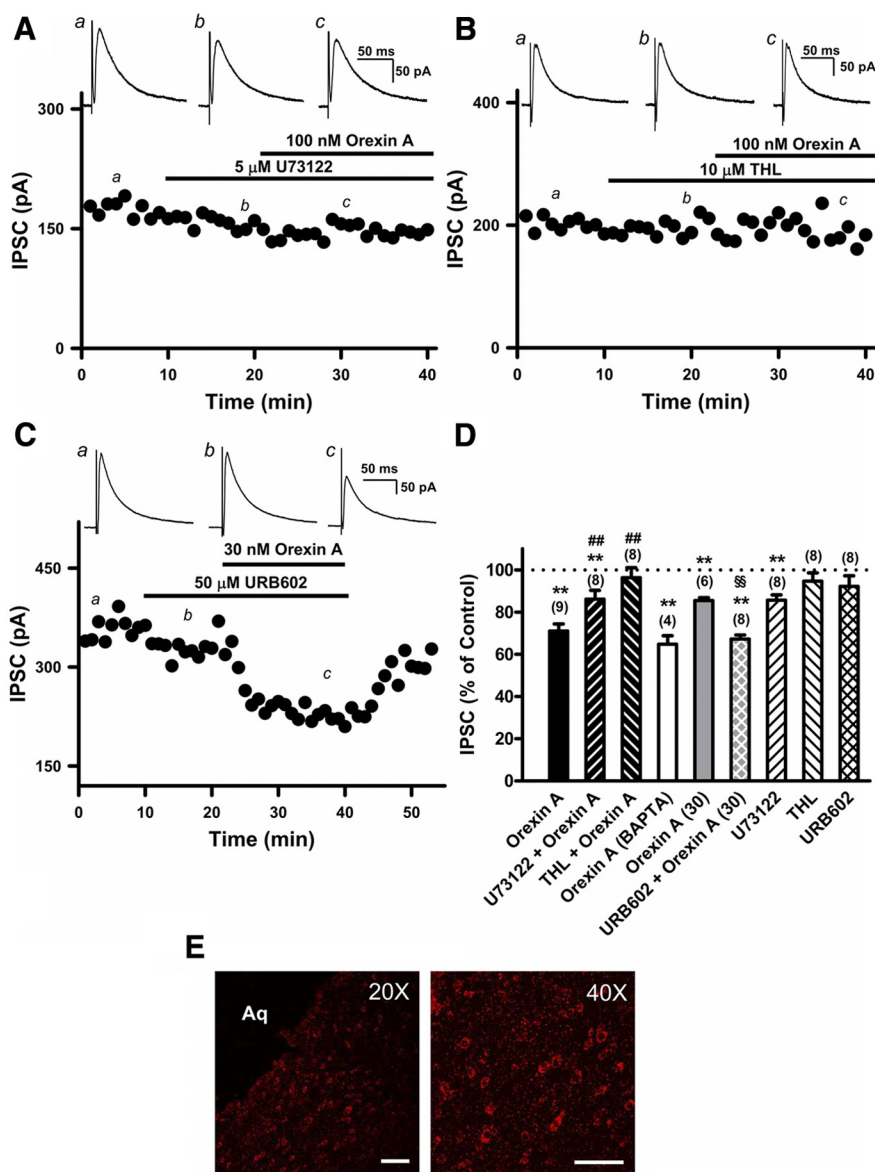 A
a
b
c
50 ms
50 pA
300
100 nM Orexin A
5 μM U73122
a
b
c
150
0
IPSC (pA)
0 10 20 30 40
Time (min)
B
a
b
c
50 ms
50 pA
400
100 nM Orexin A
10 μM THL
a
b
c
200
0
IPSC (pA)
0 10 20 30 40
Time (min)
C
a
b
c
50 ms
50 pA
30 nM Orexin A
50 μM URB602
450
a
b
c
300
150
IPSC (pA)
0 10 20 30 40 50
Time (min)
D
IPSC (% of Control)
100
80
60
40
20
0
**
(9)
##
**
(8)
##
(8)
**
(4)
**
(6)
§§
**
(8)
**
(8)
(8)
(8)
Orexin A
U73122 + Orexin A
THL + Orexin A
Orexin A (BAPTA)
Orexin A (30)
URB602 + Orexin A (30)
U73122
THL
URB602
E
Aq
20X
40X